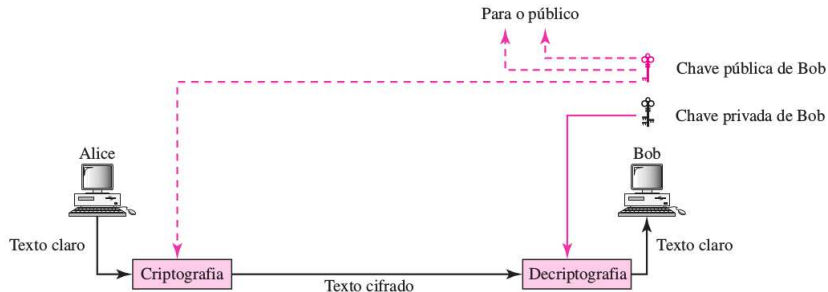 Para o público
Chave pública de Bob
Chave privada de Bob
Alice
Bob
Texto claro
Texto claro
Criptografia
Decriptografia
Texto cifrado